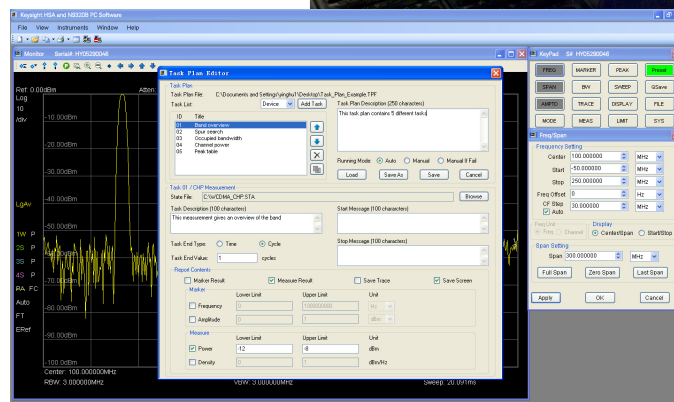 Keysight HSA and N9320B PC Software
File View Instruments Window Help
Monitor Serial#: HY05290046
Ref 0.00dBm Atten:
Log
10
/div
-10.00dBm
-20.00dBm
-30.00dBm
-40.00dBm
LgAv
-50.00dBm
1W P
2S P
3S P
4S P
-70.00dBm
PA FC
Auto
-80.00dBm
FT
ERef
-90.00dBm
-100.0dBm
Center: 100.000000MHz
RBW: 3.000000MHz VBW: 3.000000MHz Sweep: 20.091ms
Task Plan Editor
Task Plan
Task Plan File: C:\Documents and Settings\yinghu1\Desktop\Task_Plan_Example.TPF
Task List: Device Add Task Task Plan Description (250 characters)
ID Title
This task plan contains 5 different tasks
01 Band overview
02 Spur search
03 Occupied bandwidth
04 Channel power
05 Peak table
Running Mode: Auto Manual Manual If Fail
Load Save As Save Cancel
Task 01 / CHP Measurement
State File: C:\WCDMA_CHP.STA Browse
Task Description (100 characters) Start Message (100 characters)
This measurement gives an overview of the band
Task End Type: Time Cycle Stop Message (100 characters)
Task End Value: 1 cycles
Report Contents
Marker Result Measure Result Save Trace Save Screen
Marker
Lower Limit Upper Limit Unit
Frequency 0 100000000 Hz
Amplitude 0 1 dBm
Measure
Lower Limit Upper Limit Unit
Power -12 -8 dBm
Density 0 1 dBm/Hz
KeyPad S# HY05290046
FREQ MARKER PEAK Preset
SPAN BW SWEEP QSave
AMPTD TRACE DISPLAY FILE
MODE MEAS LIMIT SYS
Freq/Span
Frequency Setting
Center 100.000000 MHz
Start -50.000000 MHz
Stop 250.000000 MHz
Freq Offset 0 Hz
CF Step 30.000000 MHz
Auto
Freq Unit Display
Freq Channel Center/Span Start/Stop
Span Setting
Span 300.000000 MHz
Full Span Zero Span Last Span
Apply OK Cancel